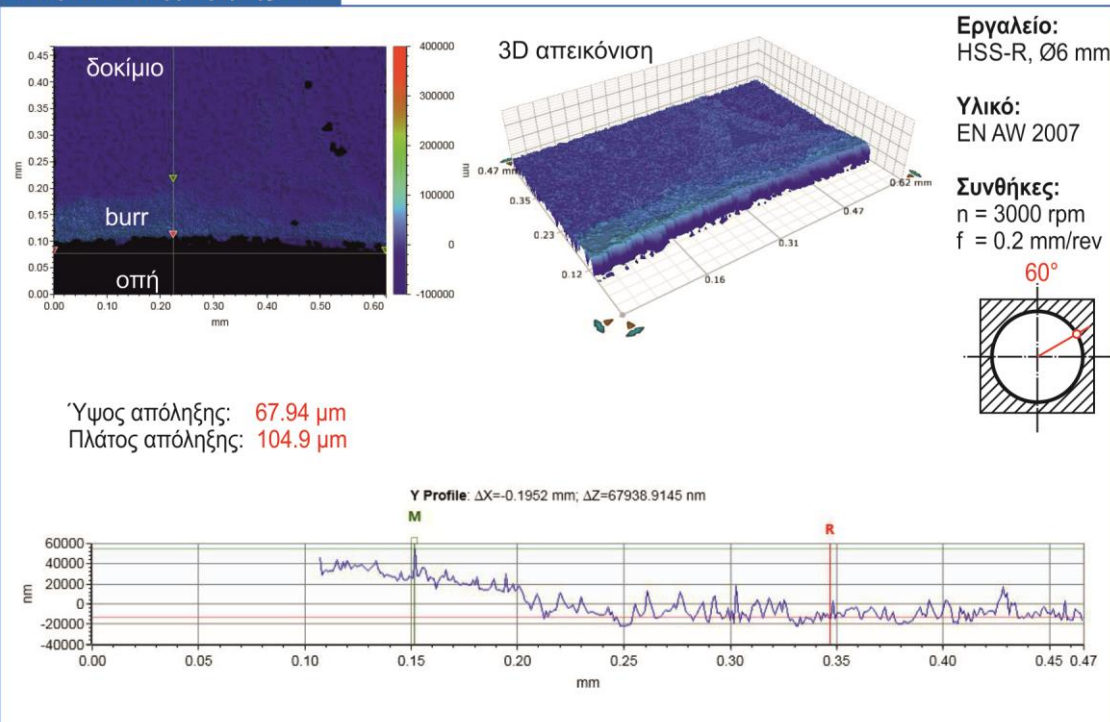 δοκίμιο
burr
οπή
0.45
0.40
0.35
0.30
0.25
0.20
0.15
0.10
0.05
0.00
mm
0.00 0.10 0.20 0.30 0.40 0.50 0.62
mm
400000
300000
200000
100000
0
-100000
nm
3D απεικόνιση
0.47 mm
0.35
0.23
0.12
0.16
0.31
0.47
0.62 mm
Εργαλείο:
HSS-R, Ø6 mm
Υλικό:
EN AW 2007
Συνθήκες:
n = 3000 rpm
f = 0.2 mm/rev
60°
Ύψος απόληξης: 67.94 μm
Πλάτος απόληξης: 104.9 μm
Y Profile: ΔX=-0.1952 mm; ΔZ=67938.9145 nm
M
R
60000
40000
20000
0
-20000
-40000
nm
0.00 0.05 0.10 0.15 0.20 0.25 0.30 0.35 0.40 0.45 0.47
mm